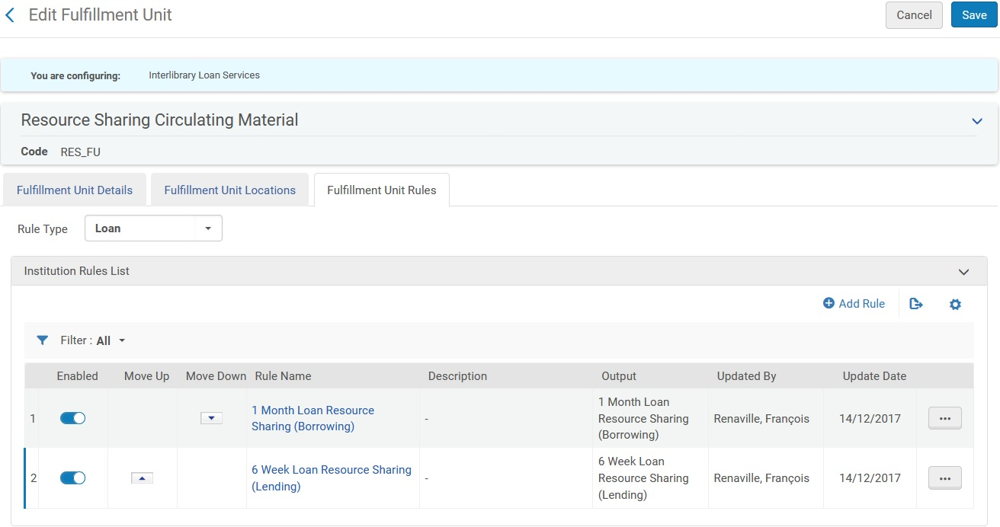 Edit Fulfillment Unit
Cancel
Save
You are configuring: Interlibrary Loan Services
Resource Sharing Circulating Material
Code RES_FU
Fulfillment Unit Details
Fulfillment Unit Locations
Fulfillment Unit Rules
Rule Type Loan
Institution Rules List
Add Rule
Filter : All
Enabled Move Up Move Down Rule Name Description Output Updated By Update Date
1
1 Month Loan Resource
Sharing (Borrowing)
-
1 Month Loan
Resource Sharing
(Borrowing)
Renaville, François
14/12/2017
2
6 Week Loan Resource Sharing
(Lending)
-
6 Week Loan
Resource Sharing
(Lending)
Renaville, François
14/12/2017